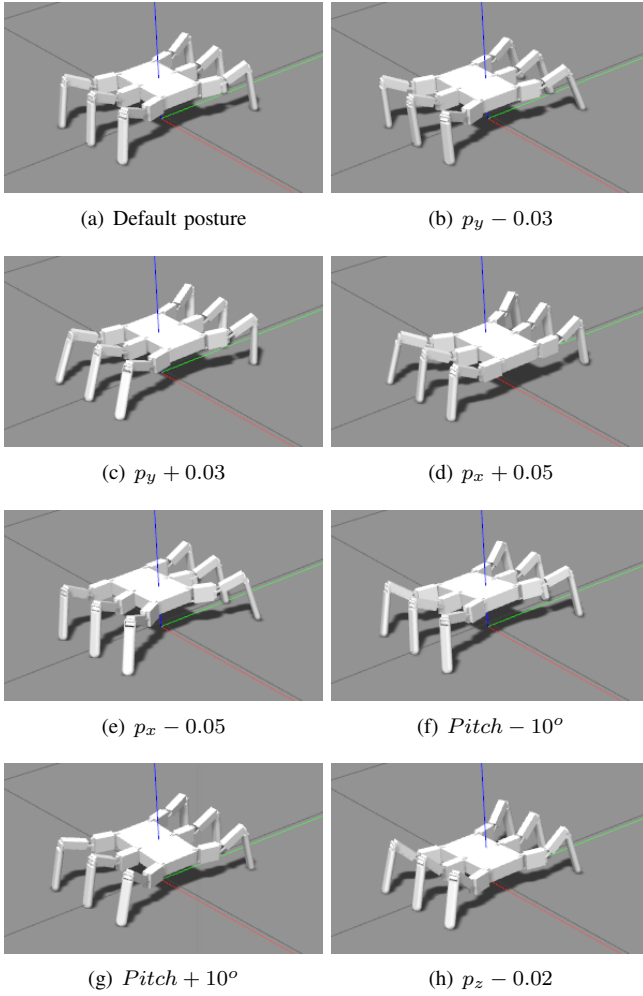 (a) Default posture
(b) $p_y - 0.03$
(c) $p_y + 0.03$
(d) $p_x + 0.05$
(e) $p_x - 0.05$
(f) $Pitch - 10^o$
(g) $Pitch + 10^o$
(h) $p_z - 0.02$